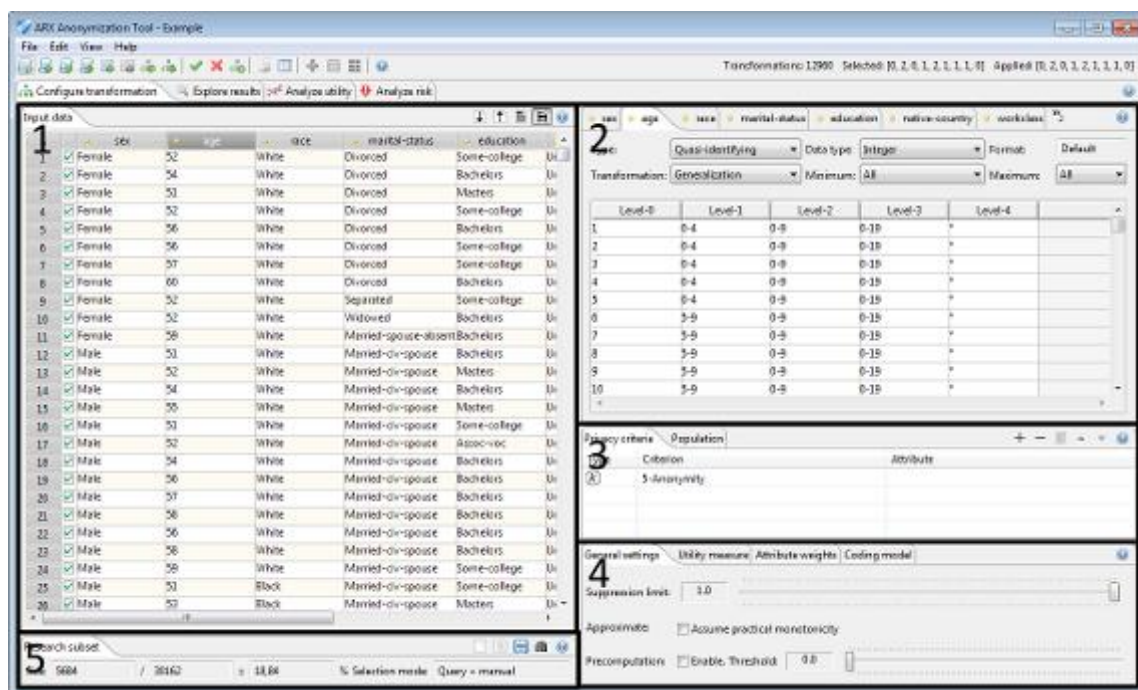 ARX Anonymization Tool - Example
File Edit View Help
Transformations: 12960 Selected: [0, 2, 0, 1, 2, 1, 1, 1, 0] Applied: [0, 2, 0, 1, 2, 1, 1, 1, 0]
Configure transformation Explore results Analyze utility Analyze risk
Input data
1
sex age race marital-status education
1 Female 52 White Divorced Some-college
2 Female 54 White Divorced Bachelors
3 Female 51 White Divorced Masters
4 Female 52 White Divorced Some-college
5 Female 56 White Divorced Bachelors
6 Female 56 White Divorced Some-college
7 Female 57 White Divorced Some-college
8 Female 60 White Divorced Bachelors
9 Female 52 White Separated Some-college
10 Female 52 White Widowed Bachelors
11 Female 59 White Married-spouse-absent Bachelors
12 Male 51 White Married-civ-spouse Bachelors
13 Male 52 White Married-civ-spouse Masters
14 Male 54 White Married-civ-spouse Bachelors
15 Male 55 White Married-civ-spouse Masters
16 Male 51 White Married-civ-spouse Some-college
17 Male 52 White Married-civ-spouse Assoc-voc
18 Male 54 White Married-civ-spouse Bachelors
19 Male 56 White Married-civ-spouse Bachelors
20 Male 57 White Married-civ-spouse Bachelors
21 Male 58 White Married-civ-spouse Bachelors
22 Male 56 White Married-civ-spouse Bachelors
23 Male 58 White Married-civ-spouse Bachelors
24 Male 59 White Married-civ-spouse Bachelors
25 Male 51 Black Married-civ-spouse Some-college
26 Male 53 Black Married-civ-spouse Masters
Research subset
5
5684 / 30162 = 18,84 % Selection mode Query + manual
sex age race marital-status education native-country workclass
2
Type: Quasi-identifying Data type: Integer Format: Default
Transformation: Generalization Minimum: All Maximum: All
Level-0 Level-1 Level-2 Level-3 Level-4
1 0-4 0-9 0-19 *
2 0-4 0-9 0-19 *
3 0-4 0-9 0-19 *
4 0-4 0-9 0-19 *
5 0-4 0-9 0-19 *
6 5-9 0-9 0-19 *
7 5-9 0-9 0-19 *
8 5-9 0-9 0-19 *
9 5-9 0-9 0-19 *
10 5-9 0-9 0-19 *
Privacy criteria Population
3
Criterion Attribute
5-Anonymity
General settings Utility measure Attribute weights Coding model
4
Suppression limit: 1.0
Approximate: Assume practical monotonicity
Precomputation: Enable. Threshold: 0.0